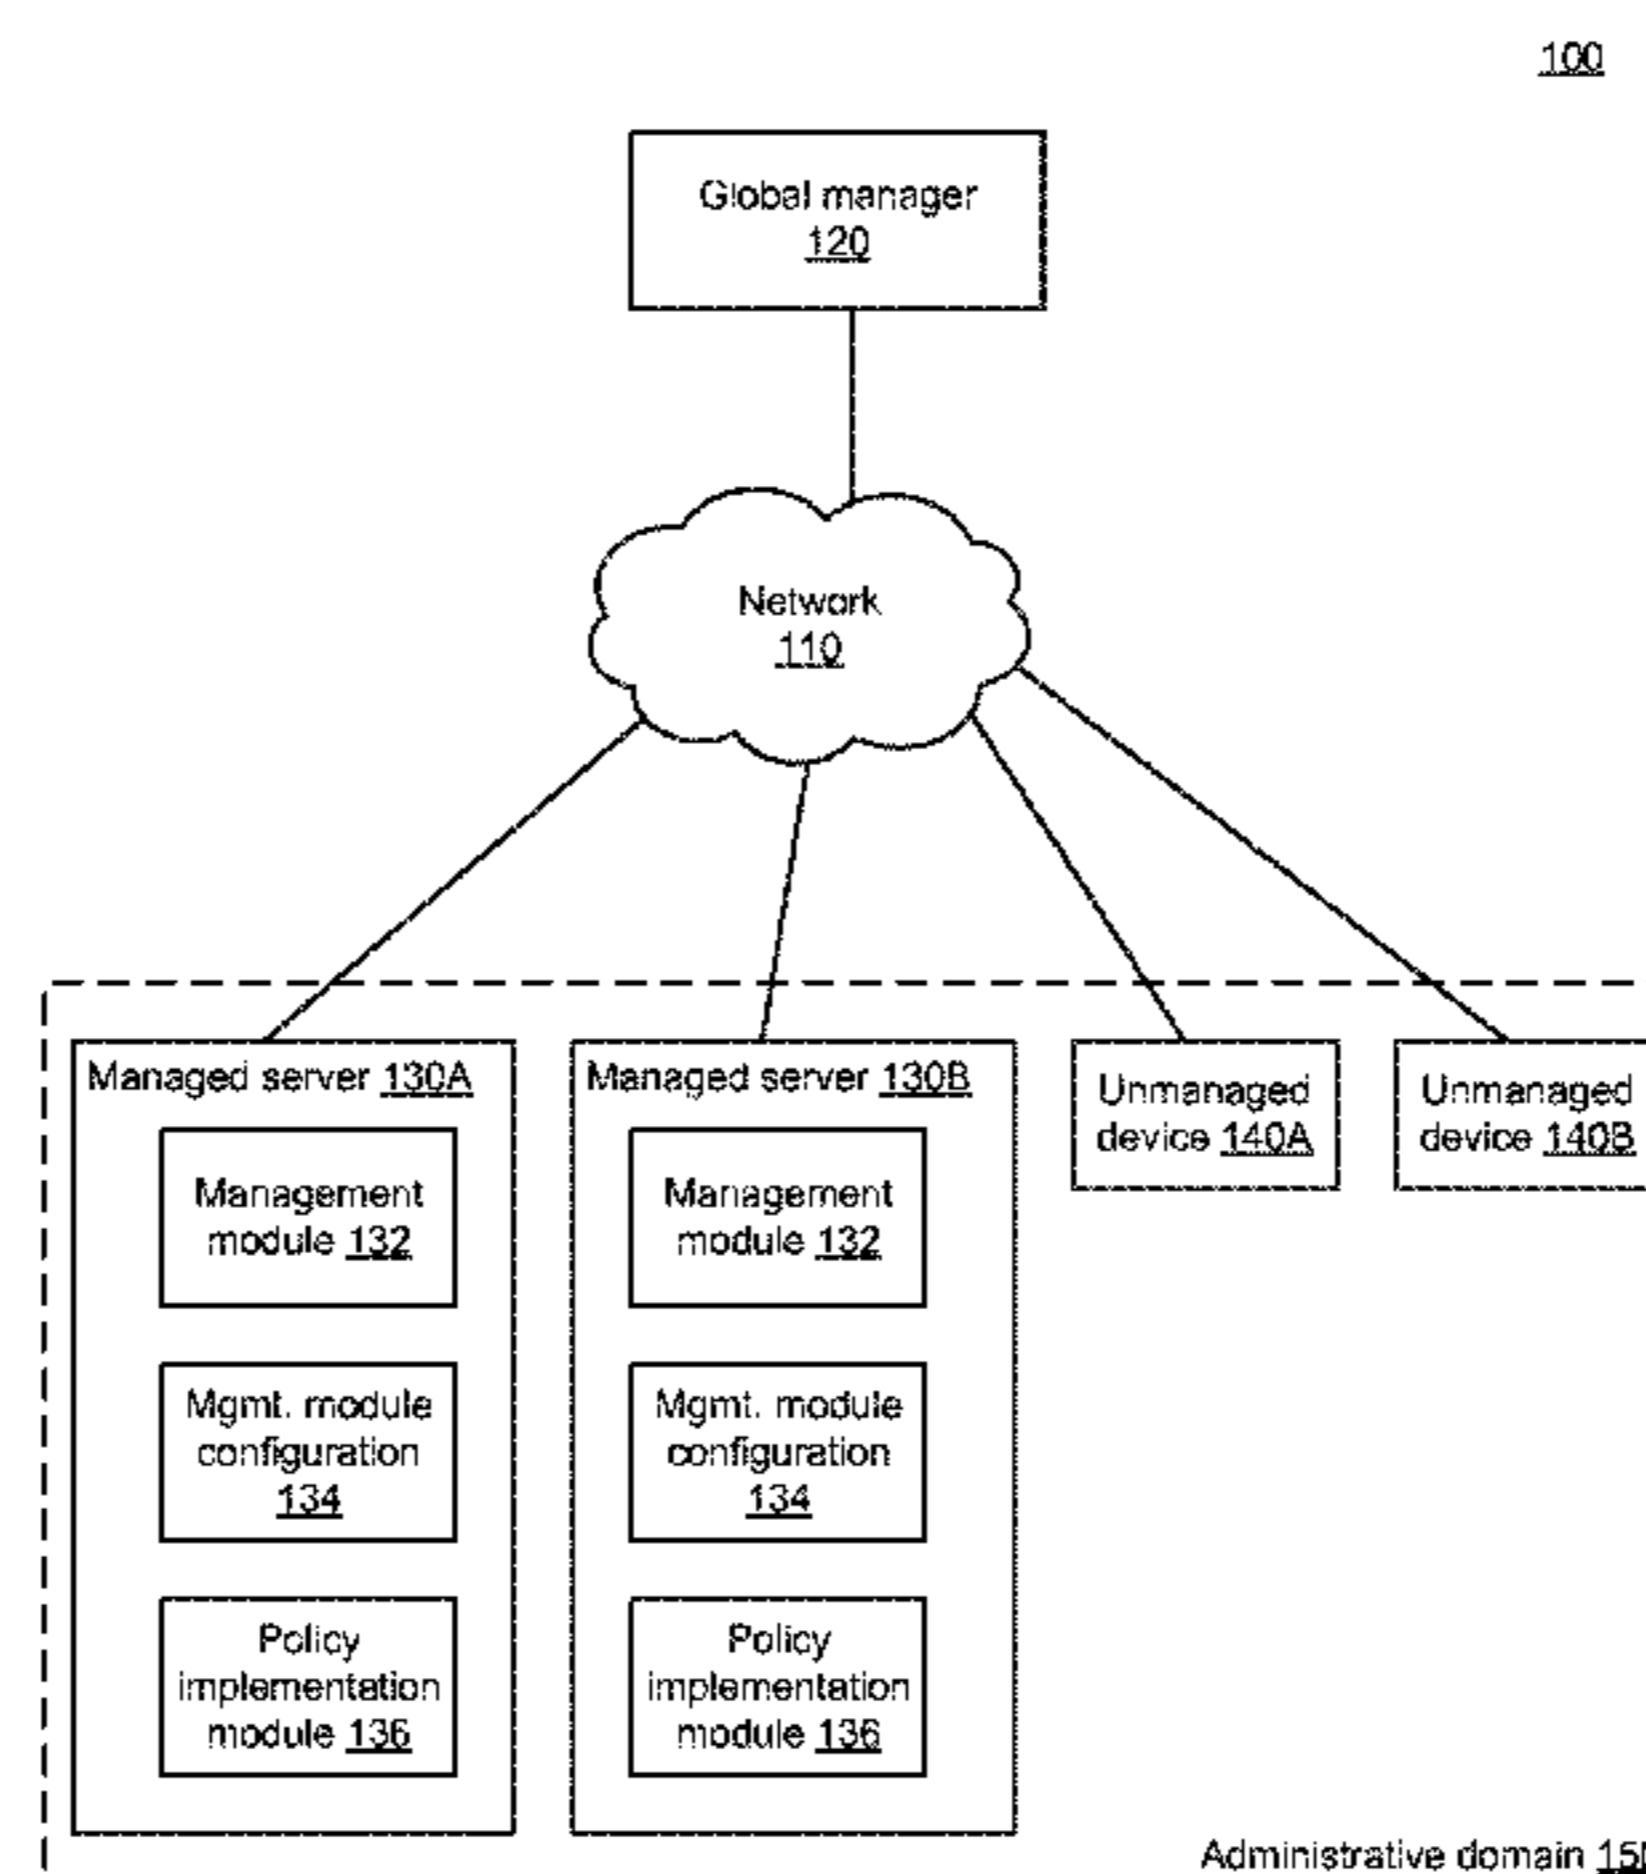 100
Global manager
120
Network
110
Managed server 130A
Management
module 132
Mgmt. module
configuration
134
Policy
implementation
module 136
Managed server 130B
Management
module 132
Mgmt. module
configuration
134
Policy
implementation
module 136
Unmanaged
device 140A
Unmanaged
device 140B
Administrative domain